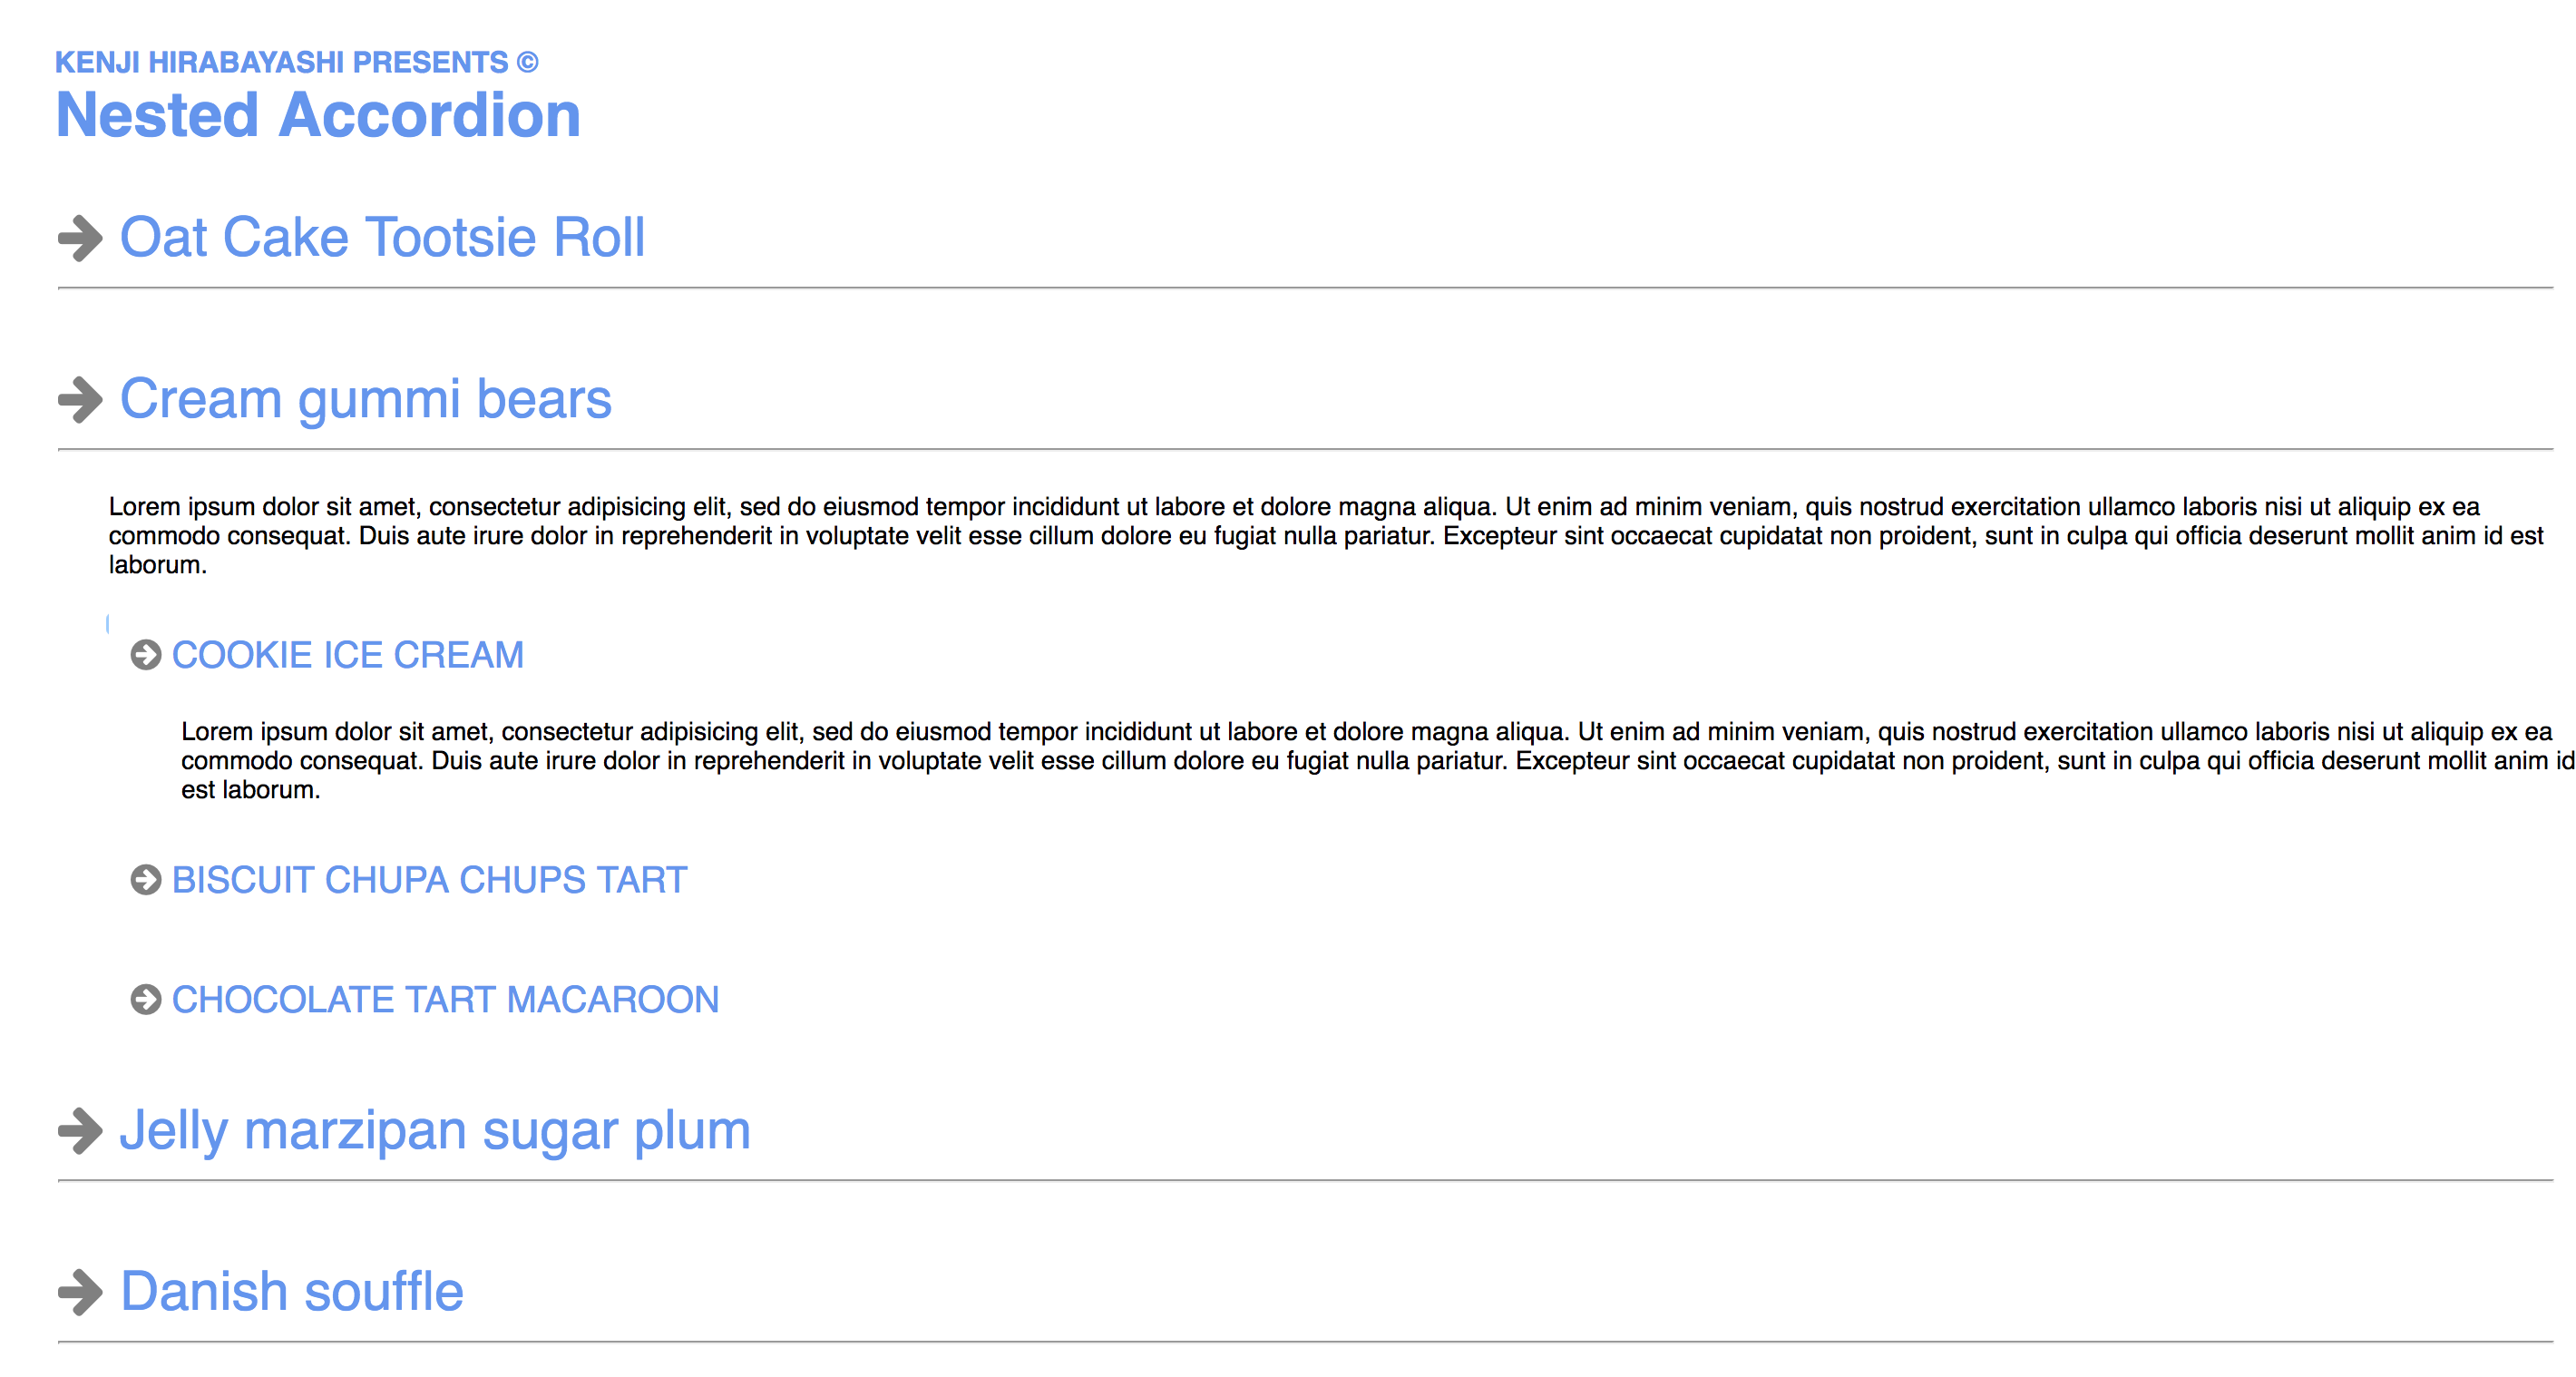 KENJI HIRABAYASHI PRESENTS ©
Nested Accordion
Oat Cake Tootsie Roll
Cream gummi bears
Lorem ipsum dolor sit amet, consectetur adipisicing elit, sed do eiusmod tempor incididunt ut labore et dolore magna aliqua. Ut enim ad minim veniam, quis nostrud exercitation ullamco laboris nisi ut aliquip ex ea
commodo consequat. Duis aute irure dolor in reprehenderit in voluptate velit esse cillum dolore eu fugiat nulla pariatur. Excepteur sint occaecat cupidatat non proident, sunt in culpa qui officia deserunt mollit anim id est
laborum.
COOKIE ICE CREAM
Lorem ipsum dolor sit amet, consectetur adipisicing elit, sed do eiusmod tempor incididunt ut labore et dolore magna aliqua. Ut enim ad minim veniam, quis nostrud exercitation ullamco laboris nisi ut aliquip ex ea
commodo consequat. Duis aute irure dolor in reprehenderit in voluptate velit esse cillum dolore eu fugiat nulla pariatur. Excepteur sint occaecat cupidatat non proident, sunt in culpa qui officia deserunt mollit anim id
est laborum.
BISCUIT CHUPA CHUPS TART
CHOCOLATE TART MACAROON
Jelly marzipan sugar plum
Danish souffle